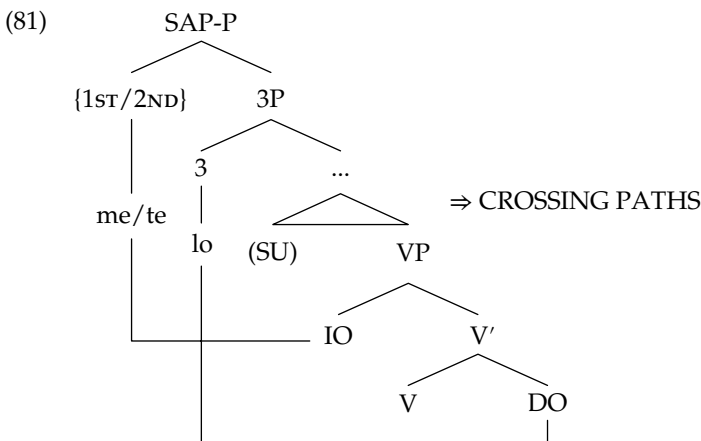 (81) SAP-P
{1ST/2ND} 3P
3 ...
me/te ⇒ CROSSING PATHS
lo (SU) VP
IO V′
V DO